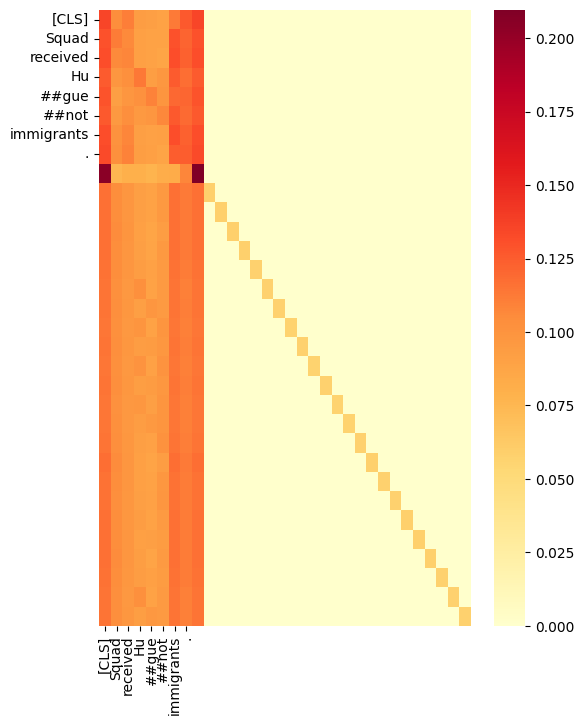 [CLS]
Squad
received
Hu
##gue
##not
immigrants
.
0.200
0.175
0.150
0.125
0.100
0.075
0.050
0.025
0.000
[CLS]
Squad
received
Hu
##gue
##not
immigrants
.